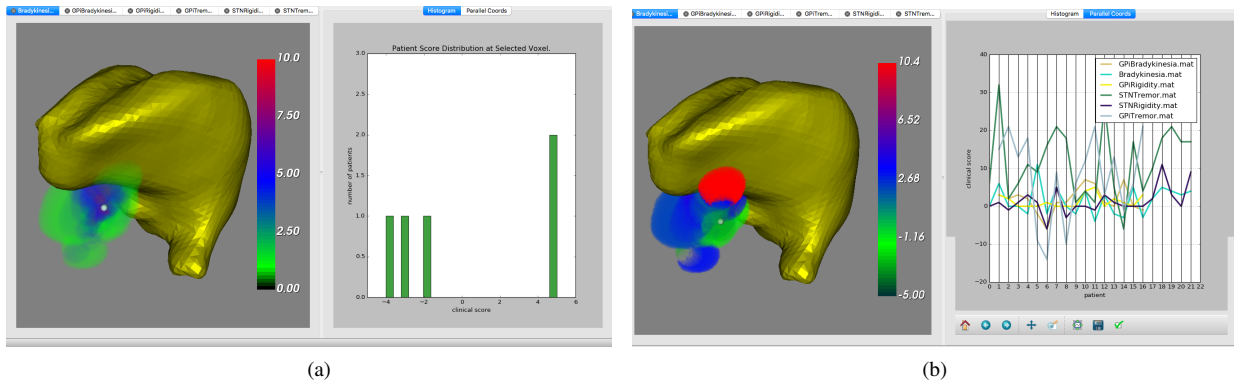 Bradykinesi... GPiBradykinesi... GPiRigidi... GPiTrem... STNRigidi... STNTrem...
Histogram Parallel Coords
10.0
7.50
5.00
2.50
0.00
Patient Score Distribution at Selected Voxel.
3.0
2.5
2.0
1.5
1.0
0.5
0.0
number of patients
−4 −2 0 2 4 6
clinical score
(a)
Bradykinesi... GPiBradykinesi... GPiRigidi... GPiTrem... STNRigidi... STNTrem...
Histogram Parallel Coords
10.4
6.52
2.68
-1.16
-5.00
40
30
20
10
0
−10
−20
clinical score
GPiBradykinesia.mat
Bradykinesia.mat
GPiRigidity.mat
STNTremor.mat
STNRigidity.mat
GPiTremor.mat
0 1 2 3 4 5 6 7 8 9 10 11 12 13 14 15 16 17 18 19 20 21 22
patient
(b)